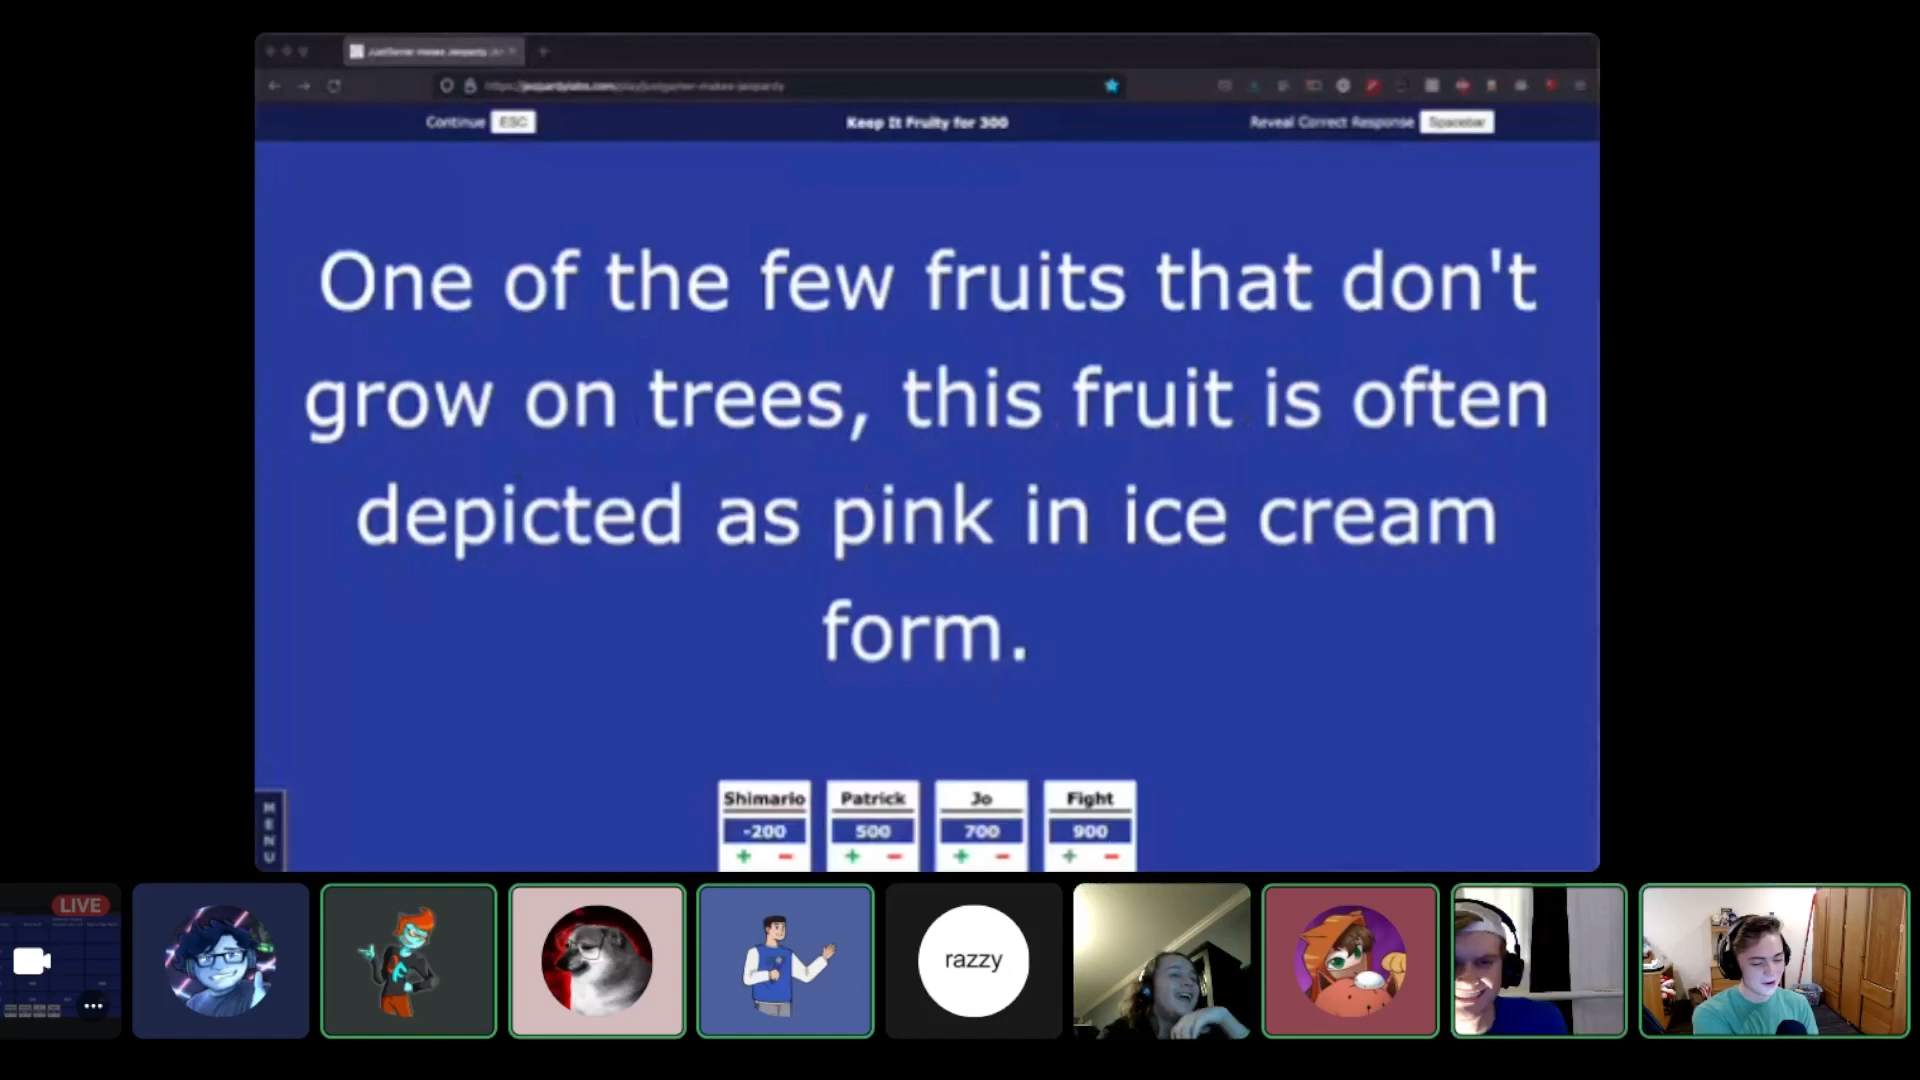 Continue ESC
Keep It Fruity for 300
Reveal Correct Response Spacebar
One of the few fruits that don't
grow on trees, this fruit is often
depicted as pink in ice cream
form.
MENU
Shimario Patrick Jo Fight
-200 500 700 900
+ - + - + - + -
LIVE
razzy